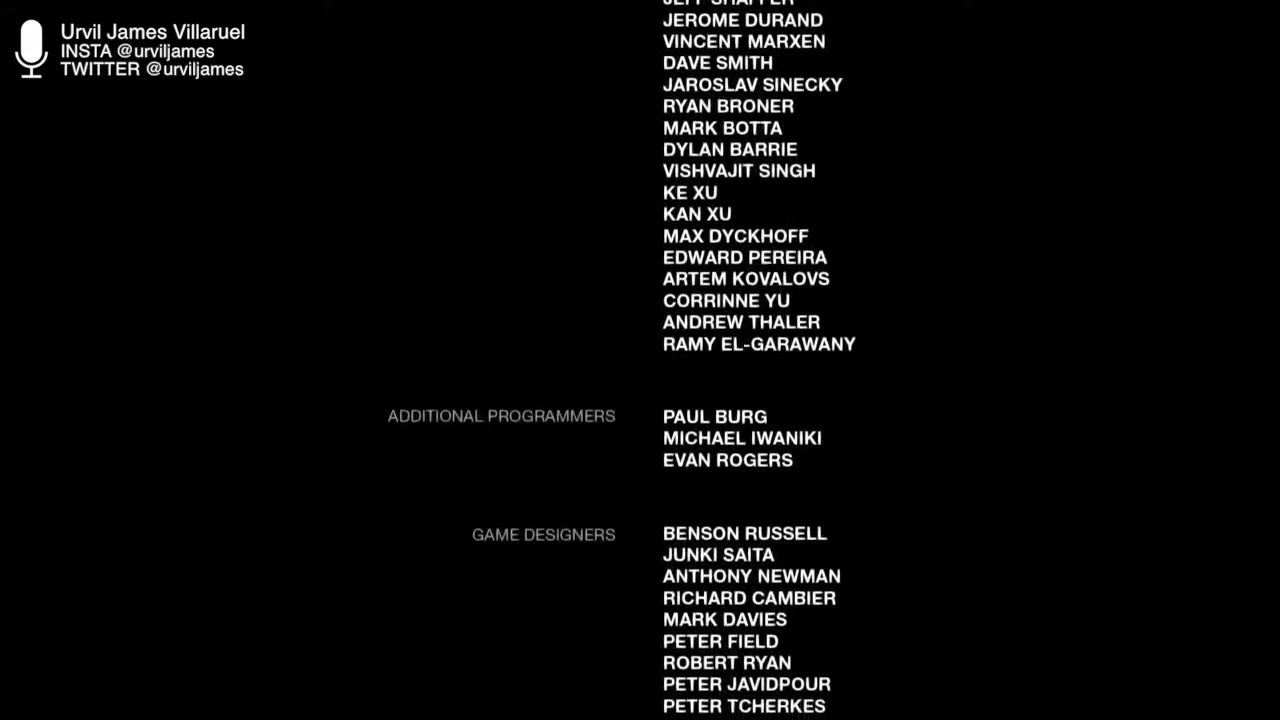 Urvil James Villaruel
INSTA @urviljames
TWITTER @urviljames
JEFF SHAFFER
JEROME DURAND
VINCENT MARXEN
DAVE SMITH
JAROSLAV SINECKY
RYAN BRONER
MARK BOTTA
DYLAN BARRIE
VISHVAJIT SINGH
KE XU
KAN XU
MAX DYCKHOFF
EDWARD PEREIRA
ARTEM KOVALOVS
CORRINNE YU
ANDREW THALER
RAMY EL-GARAWANY
ADDITIONAL PROGRAMMERS PAUL BURG
MICHAEL IWANIKI
EVAN ROGERS
GAME DESIGNERS BENSON RUSSELL
JUNKI SAITA
ANTHONY NEWMAN
RICHARD CAMBIER
MARK DAVIES
PETER FIELD
ROBERT RYAN
PETER JAVIDPOUR
PETER TCHERKES